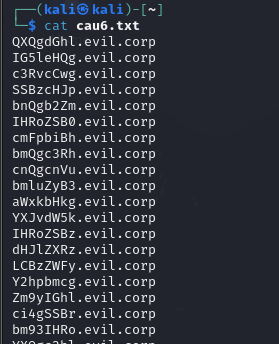 (kali㉿kali)-[~]
$ cat cau6.txt
QXQgdGhl.evil.corp
IG5leHQg.evil.corp
c3RvcCwg.evil.corp
SSBzcHJp.evil.corp
bnQgb2Zm.evil.corp
IHRoZSB0.evil.corp
cmFpbiBh.evil.corp
bmQgc3Rh.evil.corp
cnQgcnVu.evil.corp
bmluZyB3.evil.corp
aWxkbHkg.evil.corp
YXJvdW5k.evil.corp
IHRoZSBz.evil.corp
dHJlZXRz.evil.corp
LCBzZWFy.evil.corp
Y2hpbmcg.evil.corp
Zm9yIGhl.evil.corp
ci4gSSBr.evil.corp
bm93IHRo.evil.corp